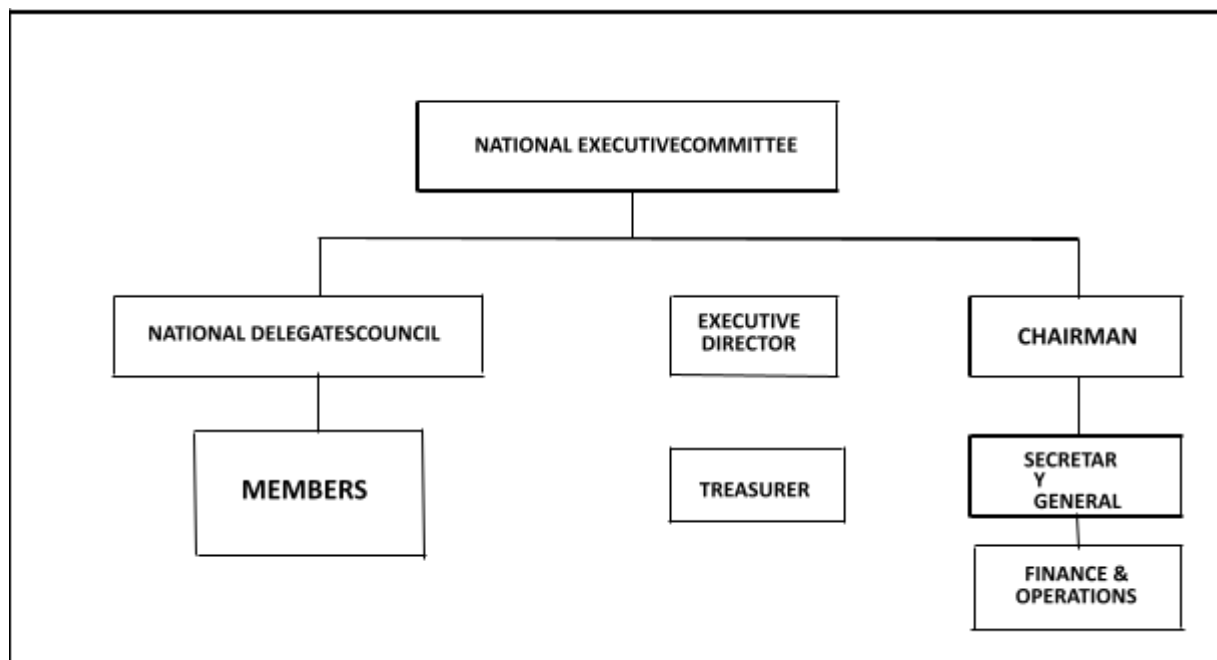 NATIONAL EXECUTIVECOMMITTEE
NATIONAL DELEGATESCOUNCIL
EXECUTIVE
DIRECTOR
CHAIRMAN
MEMBERS
TREASURER
SECRETAR
Y
GENERAL
FINANCE &
OPERATIONS